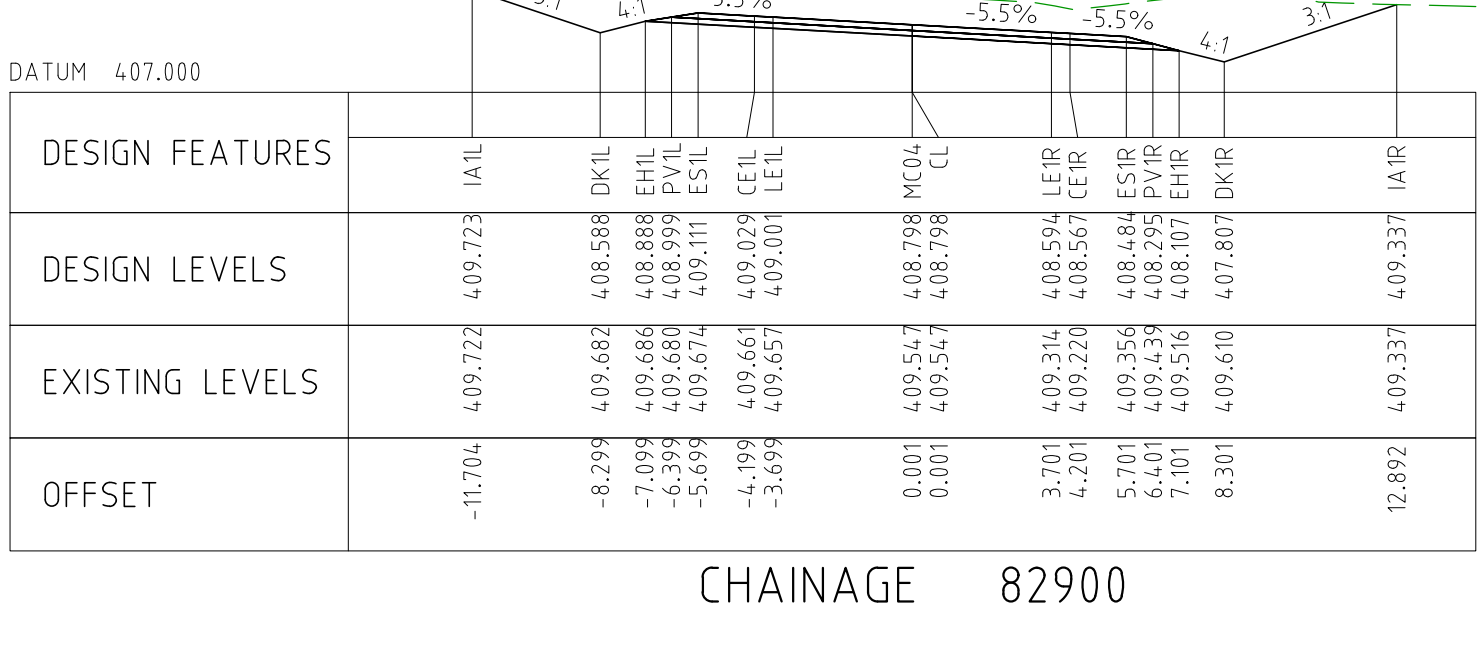 4:1
-5.5%
-5.5%
4:1
3:1
DATUM 407.000
DESIGN FEATURES IA1L DK1L EH1L PV1L ES1L CE1L LE1L MC04 CL LE1R CE1R ES1R PV1R EH1R DK1R IA1R
DESIGN LEVELS 409.723 408.588 408.888 408.999 409.111 409.029 409.001 408.798 408.798 408.594 408.567 408.484 408.295 408.107 407.807 409.337
EXISTING LEVELS 409.722 409.682 409.686 409.680 409.674 409.661 409.657 409.547 409.547 409.314 409.220 409.356 409.439 409.516 409.610 409.337
OFFSET -11.704 -8.299 -7.099 -6.399 -5.699 -4.199 -3.699 0.001 0.001 3.701 4.201 5.701 6.401 7.101 8.301 12.892
CHAINAGE 82900